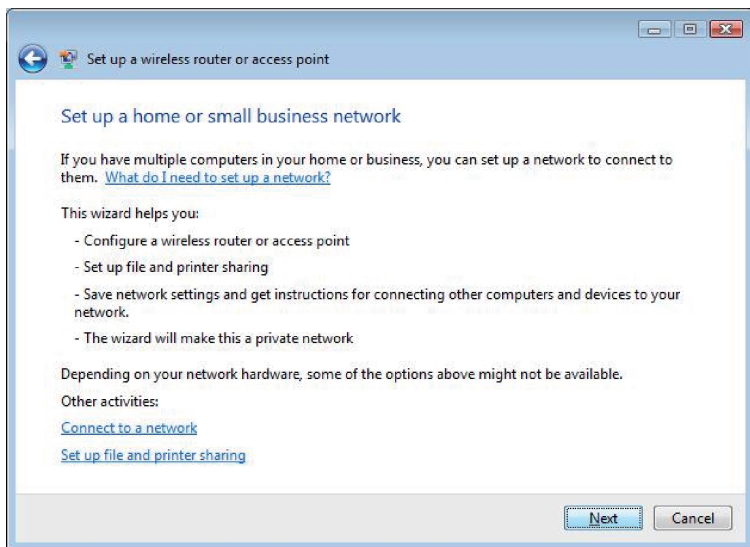 Set up a wireless router or access point
Set up a home or small business network
If you have multiple computers in your home or business, you can set up a network to connect to
them. What do I need to set up a network?
This wizard helps you:
- Configure a wireless router or access point
- Set up file and printer sharing
- Save network settings and get instructions for connecting other computers and devices to your
network.
- The wizard will make this a private network
Depending on your network hardware, some of the options above might not be available.
Other activities:
Connect to a network
Set up file and printer sharing
Next Cancel